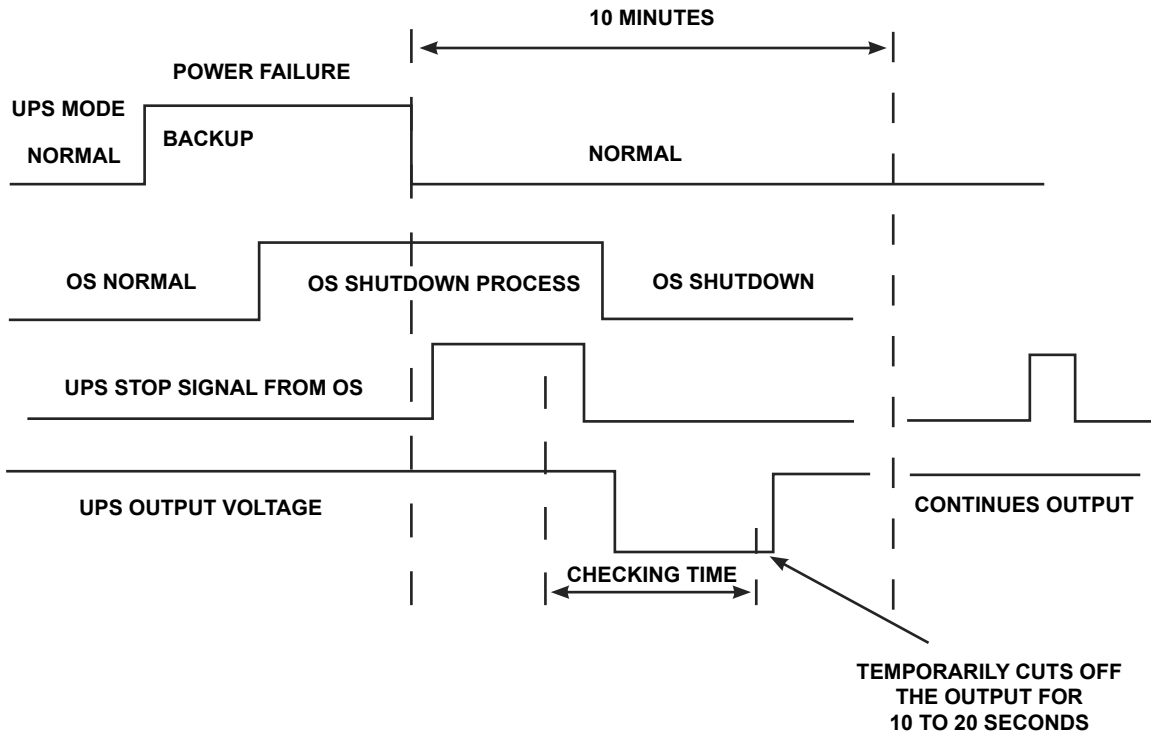 10 MINUTES
POWER FAILURE
UPS MODE
BACKUP
NORMAL
NORMAL
OS NORMAL
OS SHUTDOWN PROCESS
OS SHUTDOWN
UPS STOP SIGNAL FROM OS
UPS OUTPUT VOLTAGE
CONTINUES OUTPUT
CHECKING TIME
TEMPORARILY CUTS OFF
THE OUTPUT FOR
10 TO 20 SECONDS